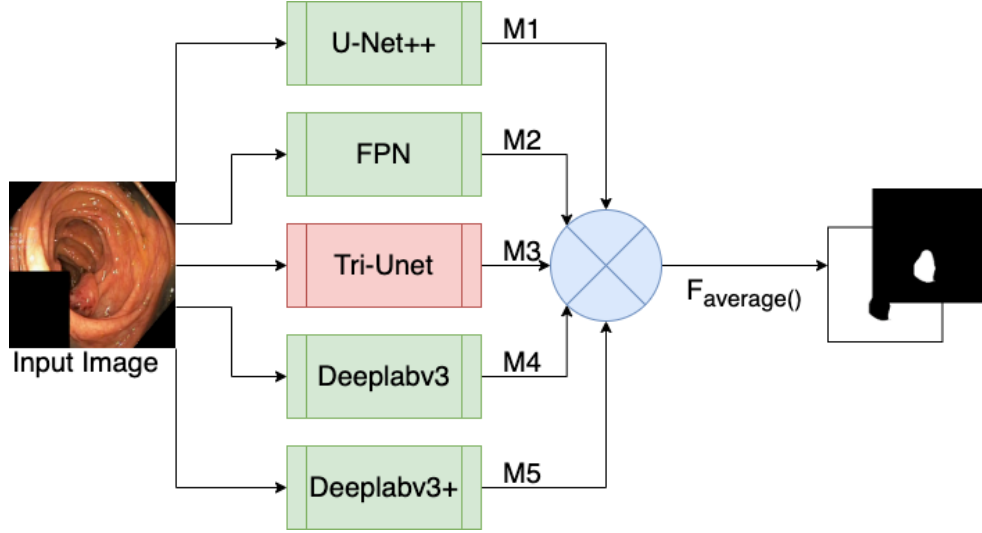 U-Net++
M1
FPN
M2
Tri-Unet
M3
Deeplabv3
M4
Deeplabv3+
M5
Input Image
Faverage()